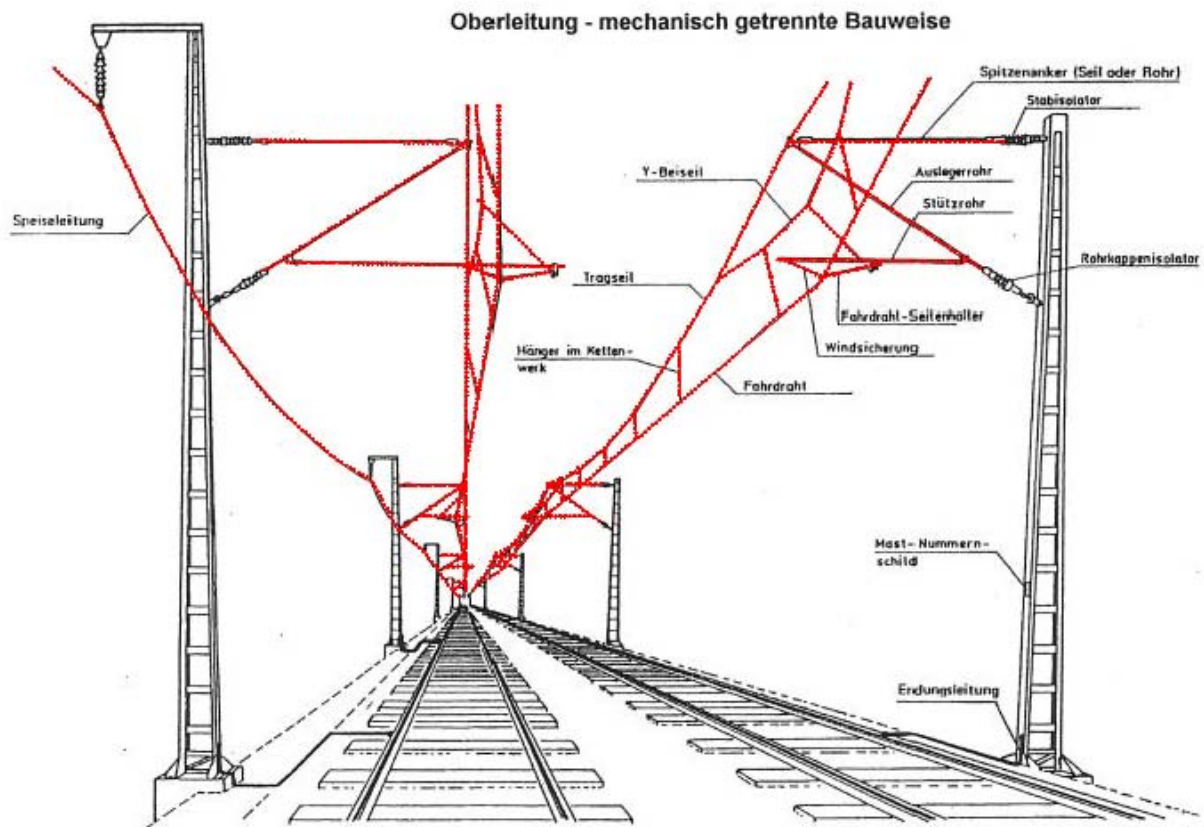 Oberleitung - mechanisch getrennte Bauweise
Spitzenanker (Seil oder Rohr)
Stabisolator
Y-Beiseil
Auslegerrohr
Stützrohr
Speiseleitung
Rohrkappenisolator
Tragseil
Fahrdraht-Seitenhalter
Hänger im Ketten-
werk
Windsicherung
Fahrdraht
Mast-Nummern-
schild
Erdungsleitung